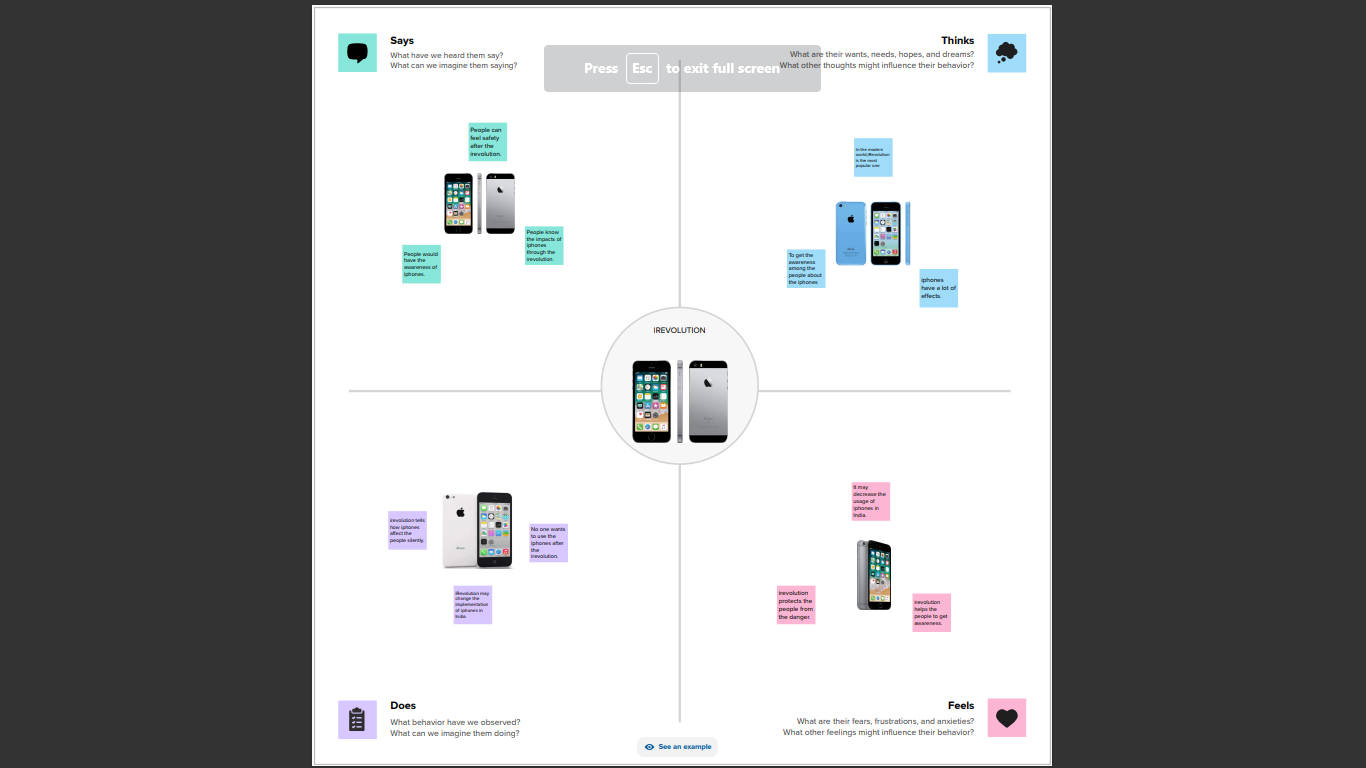 Says
What have we heard them say?
What can we imagine them saying?
Press Esc to exit full screen
Thinks
What are their wants, needs, hopes, and dreams?
What other thoughts might influence their behavior?
People can
feel safely
after the
irevolution.
People would
have the
awareness of
iphones.
People know
the impacts of
iphones
through the
irevolution.
In the modern
world,iRevolution
is the most
popular one
To get the
awareness
among the
people about
the iphones
iphones
have a lot of
effects.
IREVOLUTION
irevolution tells
how iphones
affect the
people silently.
No one wants
to use the
iphones after
the
irevolution.
iRevolution may
change the
implementation
of iphones in
India.
It may
decrease the
usage of
iphones in
India.
irevolution
protects the
people from
the danger.
irevolution
helps the
people to get
awareness.
Does
What behavior have we observed?
What can we imagine them doing?
Feels
What are their fears, frustrations, and anxieties?
What other feelings might influence their behavior?
See an example